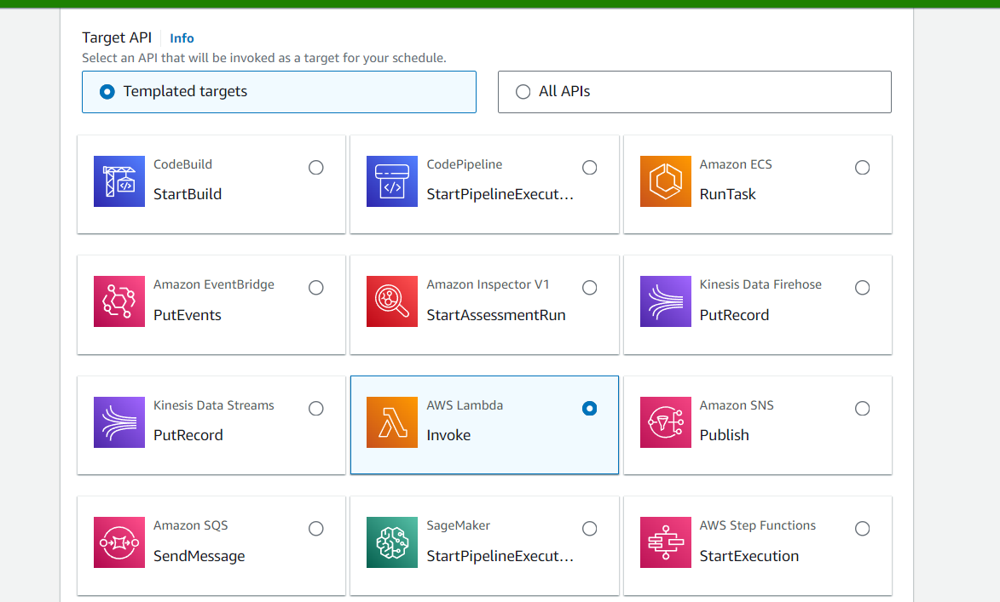 Target API Info
Select an API that will be invoked as a target for your schedule.
Templated targets
All APIs
CodeBuild
StartBuild
CodePipeline
StartPipelineExecut...
Amazon ECS
RunTask
Amazon EventBridge
PutEvents
Amazon Inspector V1
StartAssessmentRun
Kinesis Data Firehose
PutRecord
Kinesis Data Streams
PutRecord
AWS Lambda
Invoke
Amazon SNS
Publish
Amazon SQS
SendMessage
SageMaker
StartPipelineExecut...
AWS Step Functions
StartExecution